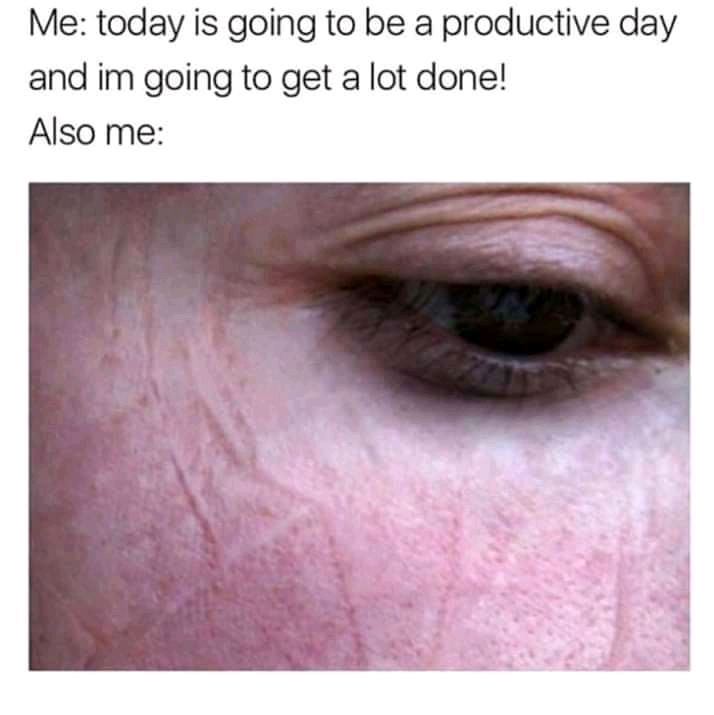 Me: today is going to be a productive day
and im going to get a lot done!
Also me: